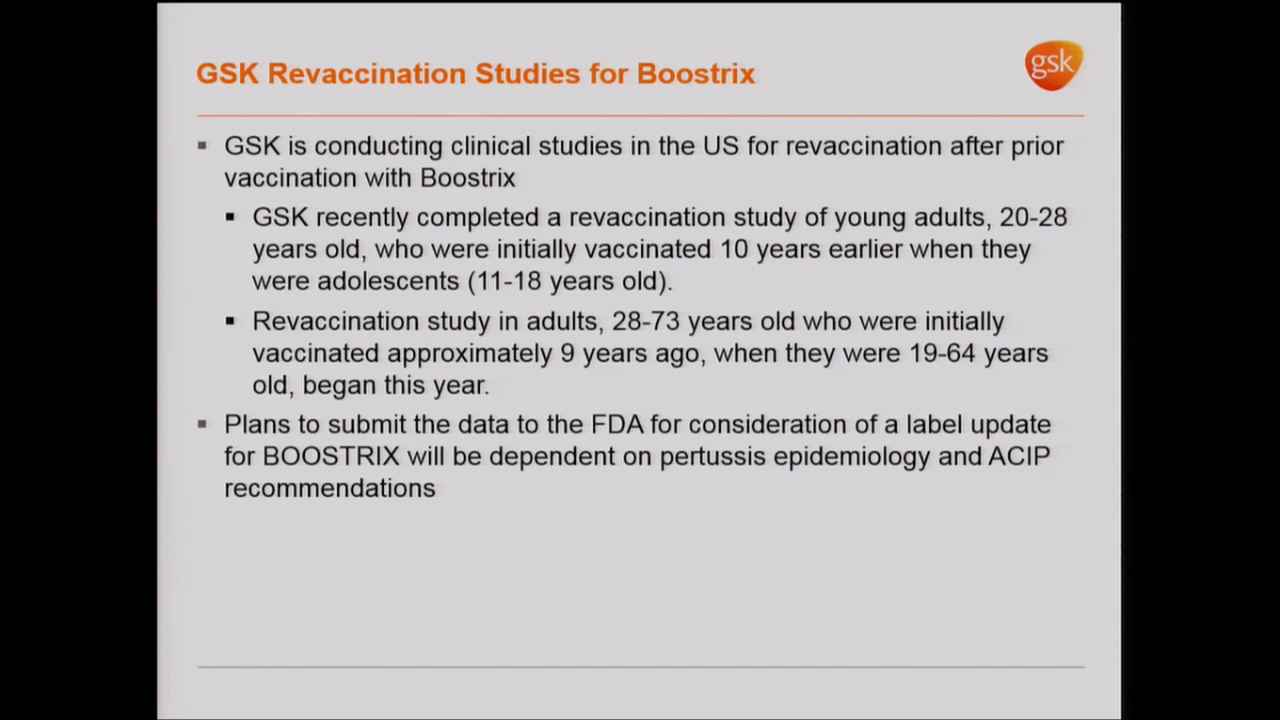 GSK Revaccination Studies for Boostrix
gsk
GSK is conducting clinical studies in the US for revaccination after prior
vaccination with Boostrix
GSK recently completed a revaccination study of young adults, 20-28
years old, who were initially vaccinated 10 years earlier when they
were adolescents (11-18 years old).
Revaccination study in adults, 28-73 years old who were initially
vaccinated approximately 9 years ago, when they were 19-64 years
old, began this year.
Plans to submit the data to the FDA for consideration of a label update
for BOOSTRIX will be dependent on pertussis epidemiology and ACIP
recommendations